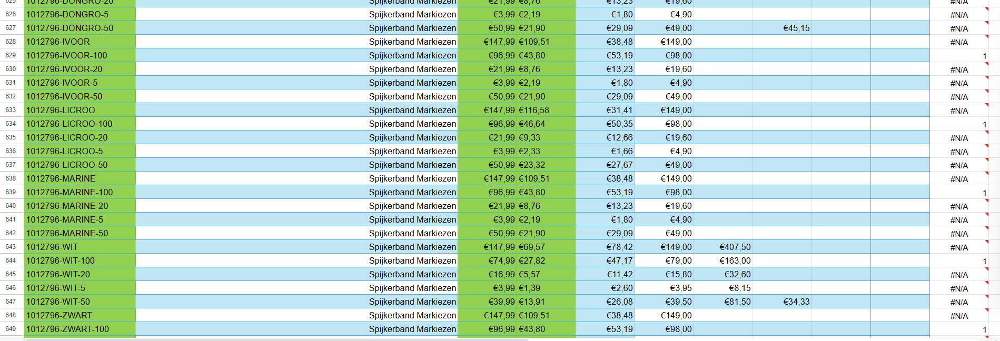 625 1012796-DONGRO-20 Spijkerband Markiezen €21,99 €8,76 €13,23 €19,60 #N/A
626 1012796-DONGRO-5 Spijkerband Markiezen €3,99 €2,19 €1,80 €4,90 #N/A
627 1012796-DONGRO-50 Spijkerband Markiezen €50,99 €21,90 €29,09 €49,00 €45,15 #N/A
628 1012796-IVOOR Spijkerband Markiezen €147,99 €109,51 €38,48 €149,00 #N/A
629 1012796-IVOOR-100 Spijkerband Markiezen €96,99 €43,80 €53,19 €98,00 1
630 1012796-IVOOR-20 Spijkerband Markiezen €21,99 €8,76 €13,23 €19,60 #N/A
631 1012796-IVOOR-5 Spijkerband Markiezen €3,99 €2,19 €1,80 €4,90 #N/A
632 1012796-IVOOR-50 Spijkerband Markiezen €50,99 €21,90 €29,09 €49,00 #N/A
633 1012796-LICROO Spijkerband Markiezen €147,99 €116,58 €31,41 €149,00 #N/A
634 1012796-LICROO-100 Spijkerband Markiezen €96,99 €46,64 €50,35 €98,00 1
635 1012796-LICROO-20 Spijkerband Markiezen €21,99 €9,33 €12,66 €19,60 #N/A
636 1012796-LICROO-5 Spijkerband Markiezen €3,99 €2,33 €1,66 €4,90 #N/A
637 1012796-LICROO-50 Spijkerband Markiezen €50,99 €23,32 €27,67 €49,00 #N/A
638 1012796-MARINE Spijkerband Markiezen €147,99 €109,51 €38,48 €149,00 #N/A
639 1012796-MARINE-100 Spijkerband Markiezen €96,99 €43,80 €53,19 €98,00 1
640 1012796-MARINE-20 Spijkerband Markiezen €21,99 €8,76 €13,23 €19,60 #N/A
641 1012796-MARINE-5 Spijkerband Markiezen €3,99 €2,19 €1,80 €4,90 #N/A
642 1012796-MARINE-50 Spijkerband Markiezen €50,99 €21,90 €29,09 €49,00 #N/A
643 1012796-WIT Spijkerband Markiezen €147,99 €69,57 €78,42 €149,00 €407,50 #N/A
644 1012796-WIT-100 Spijkerband Markiezen €74,99 €27,82 €47,17 €79,00 €163,00 1
645 1012796-WIT-20 Spijkerband Markiezen €16,99 €5,57 €11,42 €15,80 €32,60 #N/A
646 1012796-WIT-5 Spijkerband Markiezen €3,99 €1,39 €2,60 €3,95 €8,15 #N/A
647 1012796-WIT-50 Spijkerband Markiezen €39,99 €13,91 €26,08 €39,50 €81,50 €34,33 #N/A
648 1012796-ZWART Spijkerband Markiezen €147,99 €109,51 €38,48 €149,00 #N/A
649 1012796-ZWART-100 Spijkerband Markiezen €96,99 €43,80 €53,19 €98,00 1